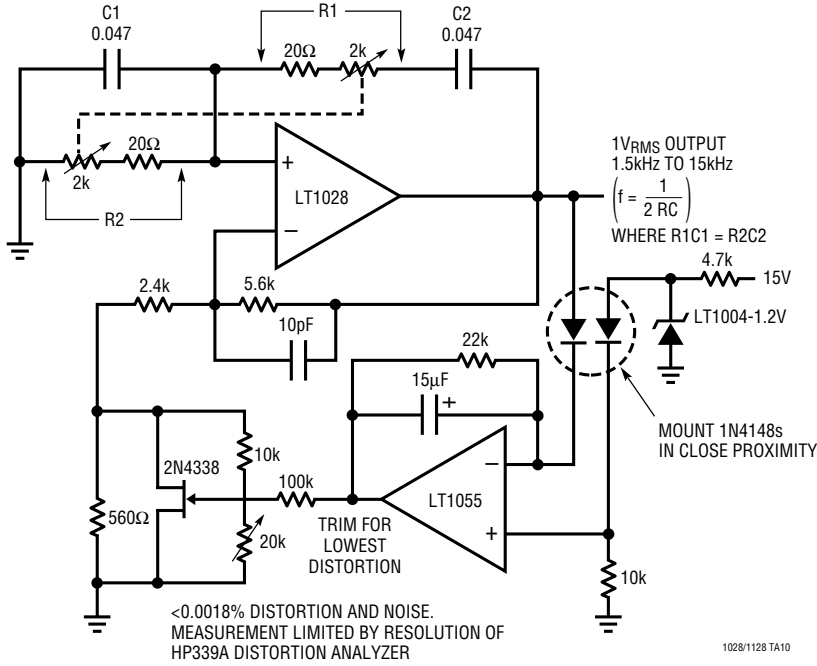 C1
0.047
R1
20Ω
2k
C2
0.047
20Ω
2k
R2
+
–
LT1028
1VRMS OUTPUT
1.5kHz TO 15kHz
(f = 1
2 RC)
WHERE R1C1 = R2C2
4.7k
15V
LT1004-1.2V
2.4k
5.6k
10pF
22k
15µF
+
MOUNT 1N4148s
IN CLOSE PROXIMITY
2N4338
10k
100k
–
LT1055
+
560Ω
20k
TRIM FOR
LOWEST
DISTORTION
10k
<0.0018% DISTORTION AND NOISE.
MEASUREMENT LIMITED BY RESOLUTION OF
HP339A DISTORTION ANALYZER
1028/1128 TA10